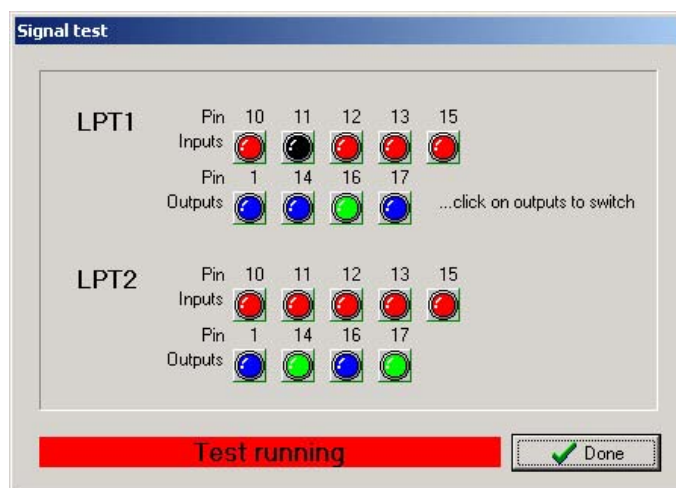 Signal test
LPT1
Pin 10 11 12 13 15
Inputs
Pin 1 14 16 17
Outputs ...click on outputs to switch
LPT2
Pin 10 11 12 13 15
Inputs
Pin 1 14 16 17
Outputs
Test running
Done